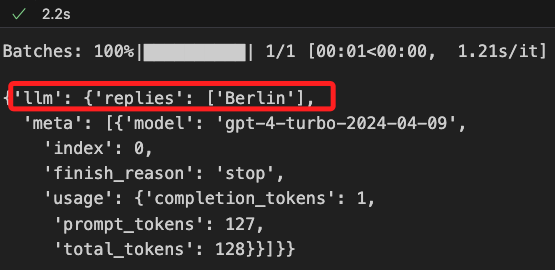 ✓ 2.2s
Batches: 100%|██████████| 1/1 [00:01<00:00, 1.21s/it]
{'llm': {'replies': ['Berlin'],
'meta': [{'model': 'gpt-4-turbo-2024-04-09',
'index': 0,
'finish_reason': 'stop',
'usage': {'completion_tokens': 1,
'prompt_tokens': 127,
'total_tokens': 128}}]}}